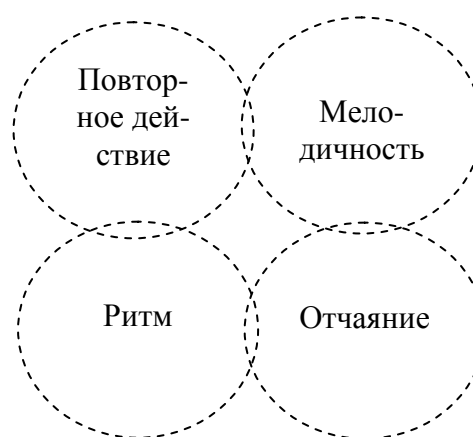 Повтор-
ное дей-
ствие
Мело-
дичность
Ритм
Отчаяние